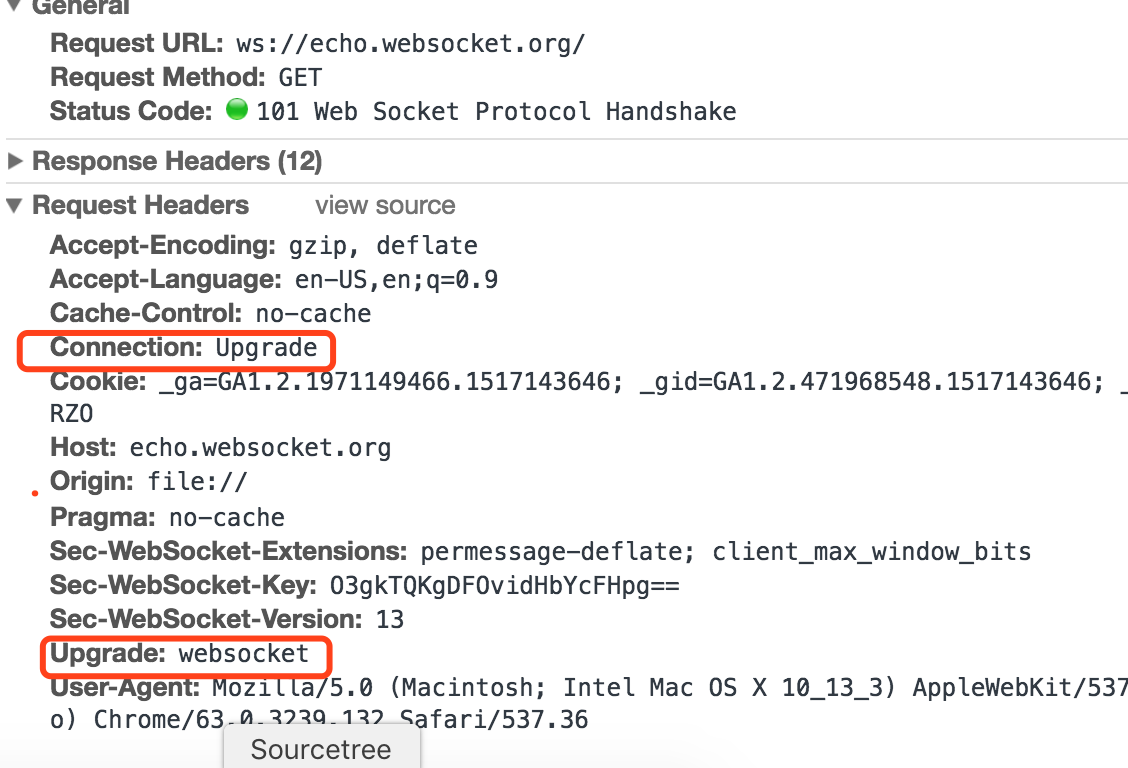 General
Request URL: ws://echo.websocket.org/
Request Method: GET
Status Code: 101 Web Socket Protocol Handshake
Response Headers (12)
Request Headers view source
Accept-Encoding: gzip, deflate
Accept-Language: en-US,en;q=0.9
Cache-Control: no-cache
Connection: Upgrade
Cookie: _ga=GA1.2.1971149466.1517143646; _gid=GA1.2.471968548.1517143646; _
RZO
Host: echo.websocket.org
Origin: file://
Pragma: no-cache
Sec-WebSocket-Extensions: permessage-deflate; client_max_window_bits
Sec-WebSocket-Key: O3gkTQKgDFOvidHbYcFHpg==
Sec-WebSocket-Version: 13
Upgrade: websocket
User-Agent: Mozilla/5.0 (Macintosh; Intel Mac OS X 10_13_3) AppleWebKit/537
o) Chrome/63.0.3239.132 Safari/537.36
Sourcetree